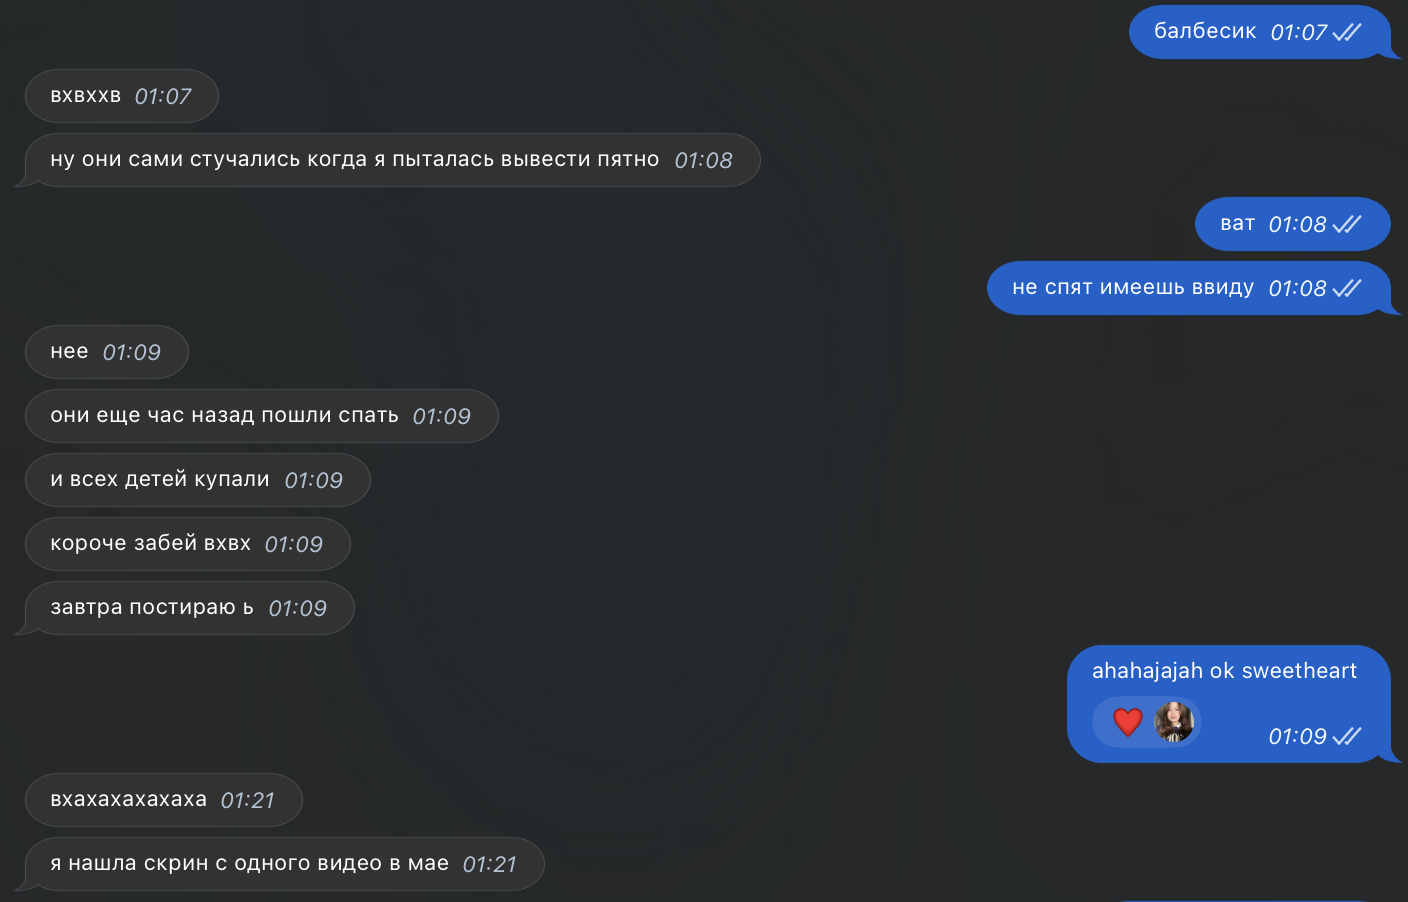 балбесик 01:07
вхвххв 01:07
ну они сами стучались когда я пыталась вывести пятно 01:08
ват 01:08
не спят имеешь ввиду 01:08
нее 01:09
они еще час назад пошли спать 01:09
и всех детей купали 01:09
короче забей вхвх 01:09
завтра постираю ь 01:09
ahahajajah ok sweetheart
01:09
вхахахахахаха 01:21
я нашла скрин с одного видео в мае 01:21